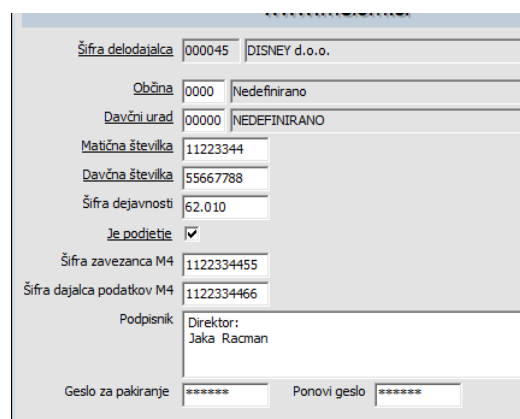 Šifra delodajalca 000045 DISNEY d.o.o.
Občina 0000 Nedefinirano
Davčni urad 00000 NEDEFINIRANO
Matična številka 11223344
Davčna številka 55667788
Šifra dejavnosti 62.010
Je podjetje
Šifra zavezanca M4 1122334455
Šifra dajalca podatkov M4 1122334466
Podpisnik Direktor:
Jaka Racman
Geslo za pakiranje ****** Ponovi geslo ******